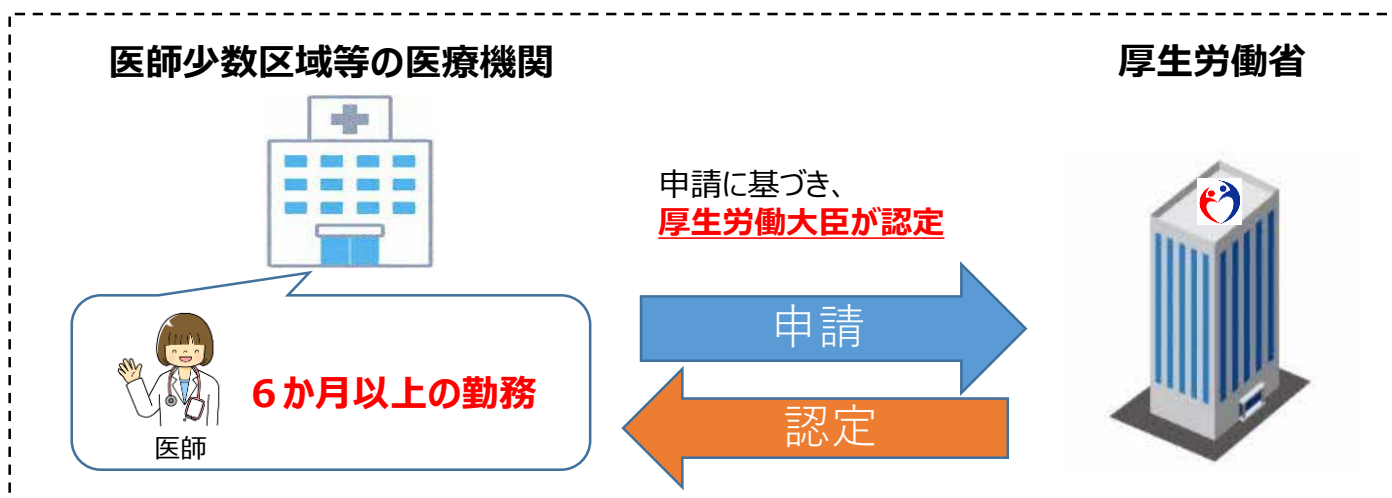 医師少数区域等の医療機関
厚生労働省
申請に基づき、
厚生労働大臣が認定
申請
６か月以上の勤務
認定
医師